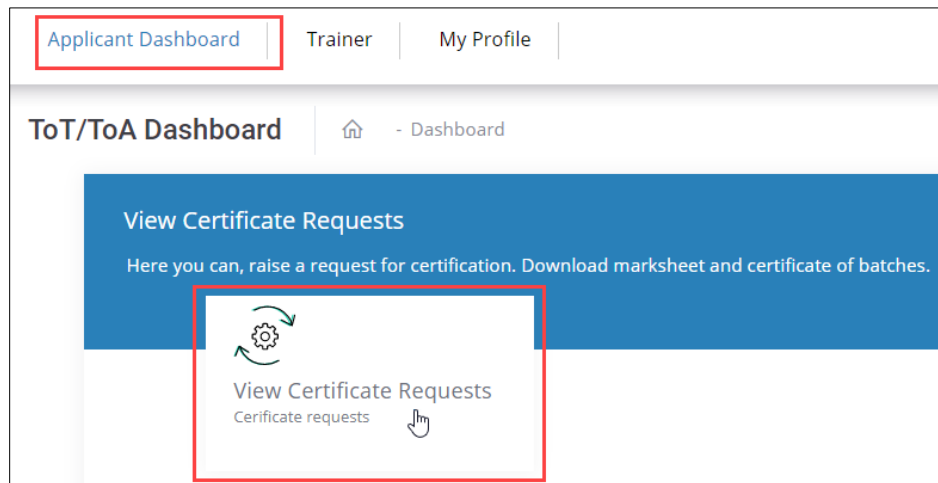 Applicant Dashboard Trainer My Profile
ToT/ToA Dashboard - Dashboard
View Certificate Requests
Here you can, raise a request for certification. Download marksheet and certificate of batches.
View Certificate Requests
Cerificate requests